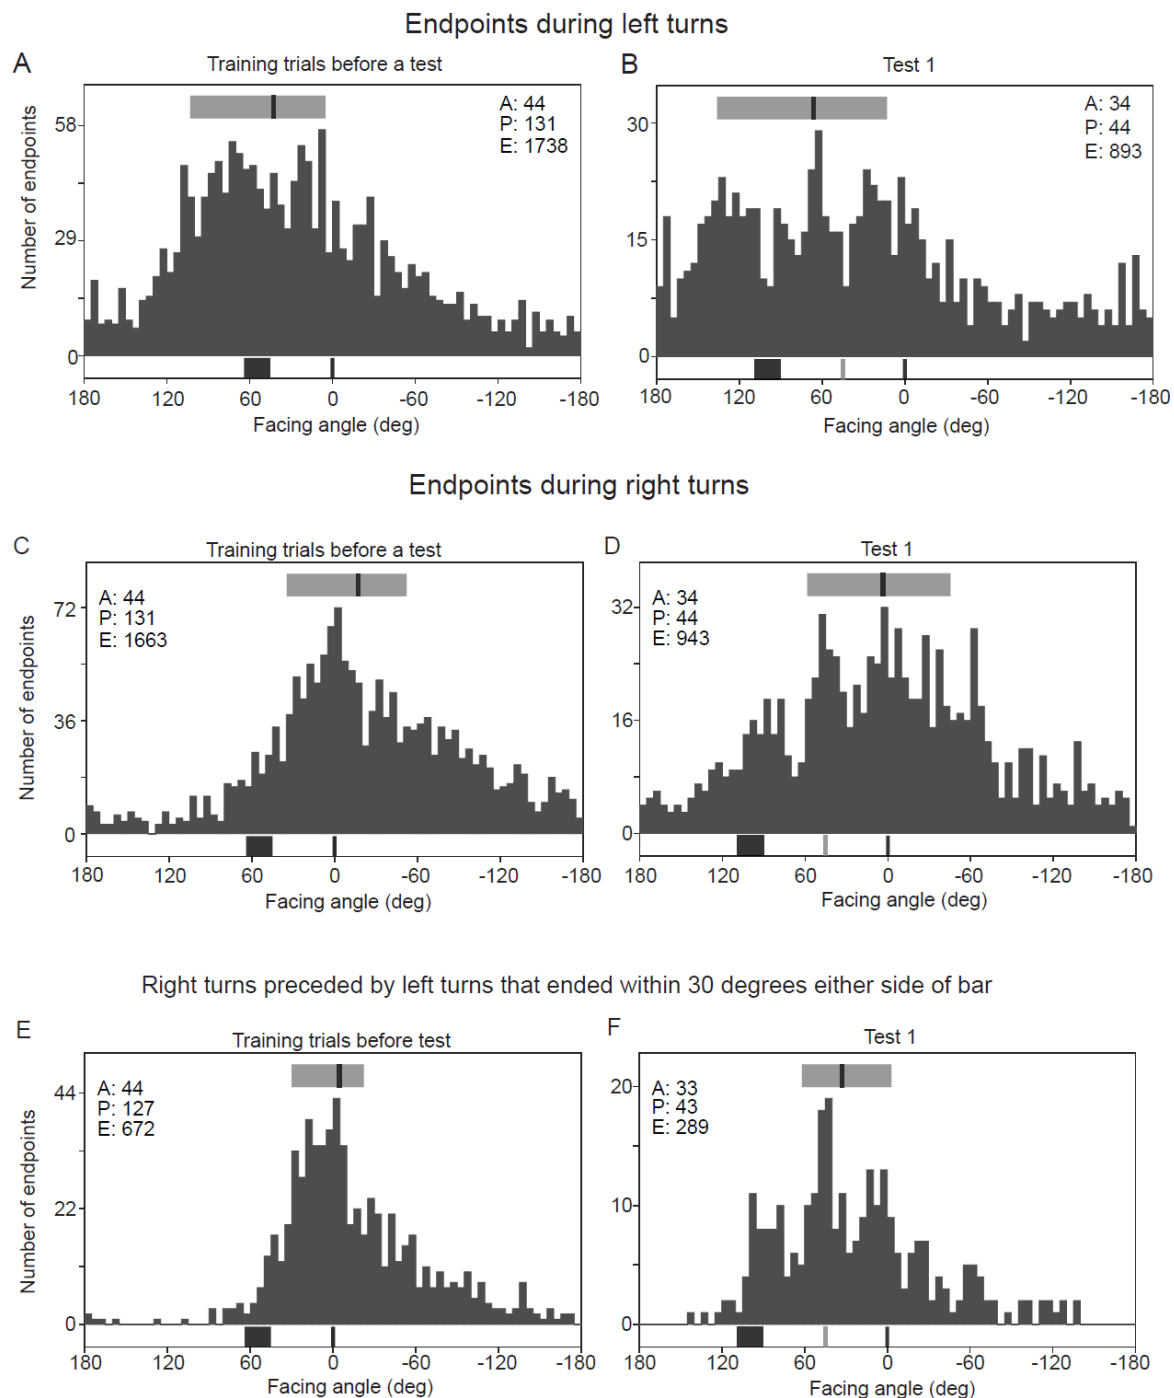 Endpoints during left turns
A
Training trials before a test
A: 44
P: 131
E: 1738
Number of endpoints
58
29
0
180 120 60 0 -60 -120 -180
Facing angle (deg)
B
Test 1
A: 34
P: 44
E: 893
30
15
0
180 120 60 0 -60 -120 -180
Facing angle (deg)
Endpoints during right turns
C
Training trials before a test
A: 44
P: 131
E: 1663
Number of endpoints
72
36
0
180 120 60 0 -60 -120 -180
Facing angle (deg)
D
Test 1
A: 34
P: 44
E: 943
32
16
0
180 120 60 0 -60 -120 -180
Facing angle (deg)
Right turns preceded by left turns that ended within 30 degrees either side of bar
E
Training trials before test
A: 44
P: 127
E: 672
Number of endpoints
44
22
0
180 120 60 0 -60 -120 -180
Facing angle (deg)
F
Test 1
A: 33
P: 43
E: 289
20
10
0
180 120 60 0 -60 -120 -180
Facing angle (deg)